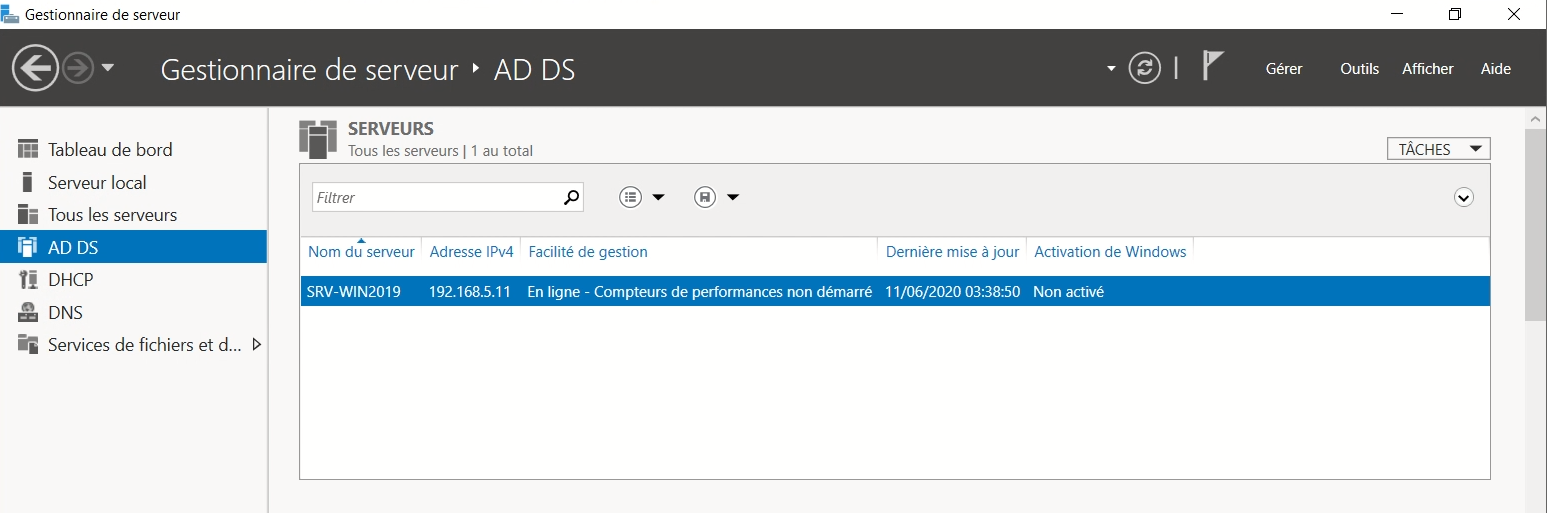 Gestionnaire de serveur
Gestionnaire de serveur ‣ AD DS
Gérer Outils Afficher Aide
Tableau de bord
Serveur local
Tous les serveurs
AD DS
DHCP
DNS
Services de fichiers et d...
SERVEURS
Tous les serveurs | 1 au total
TÂCHES
Filtrer
Nom du serveur Adresse IPv4 Facilité de gestion Dernière mise à jour Activation de Windows
SRV-WIN2019 192.168.5.11 En ligne - Compteurs de performances non démarré 11/06/2020 03:38:50 Non activé